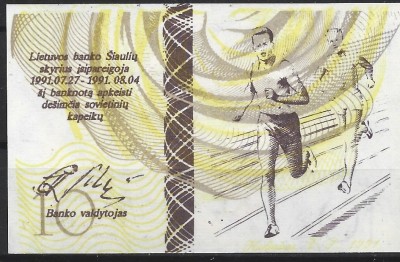 Lietuvos banko Šiaulių
skyrius įsipareigoja
1991.07.27 - 1991. 08.04
šį banknotą apkeisti
dešimčia sovietinių
kapeikų
10
Banko valdytojas